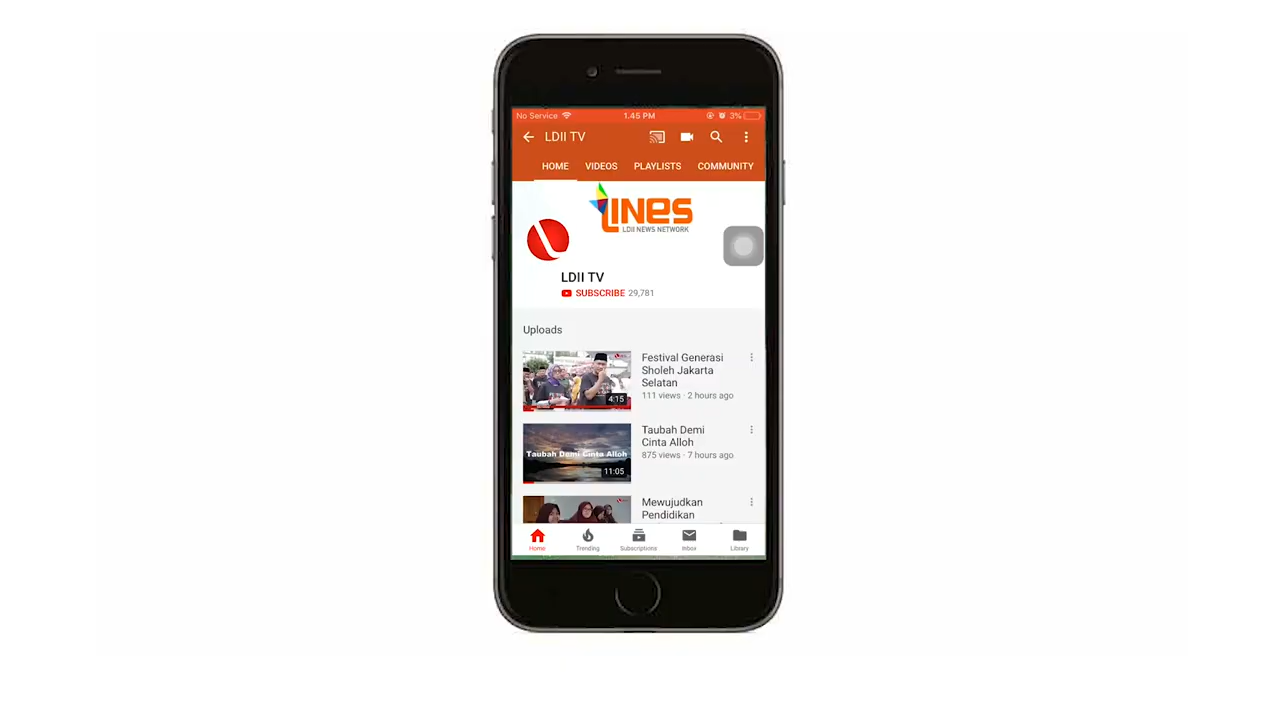 No Service 1.45 PM 3%
LDII TV
HOME VIDEOS PLAYLISTS COMMUNITY
LINES
LDII NEWS NETWORK
LDII TV
SUBSCRIBE 29,781
Uploads
Festival Generasi
Sholeh Jakarta
Selatan
111 views · 2 hours ago
4:15
Taubah Demi
Cinta Alloh
875 views · 7 hours ago
Taubah Demi Cinta Alloh
11:05
Mewujudkan
Pendidikan
Home Trending Subscriptions Inbox Library